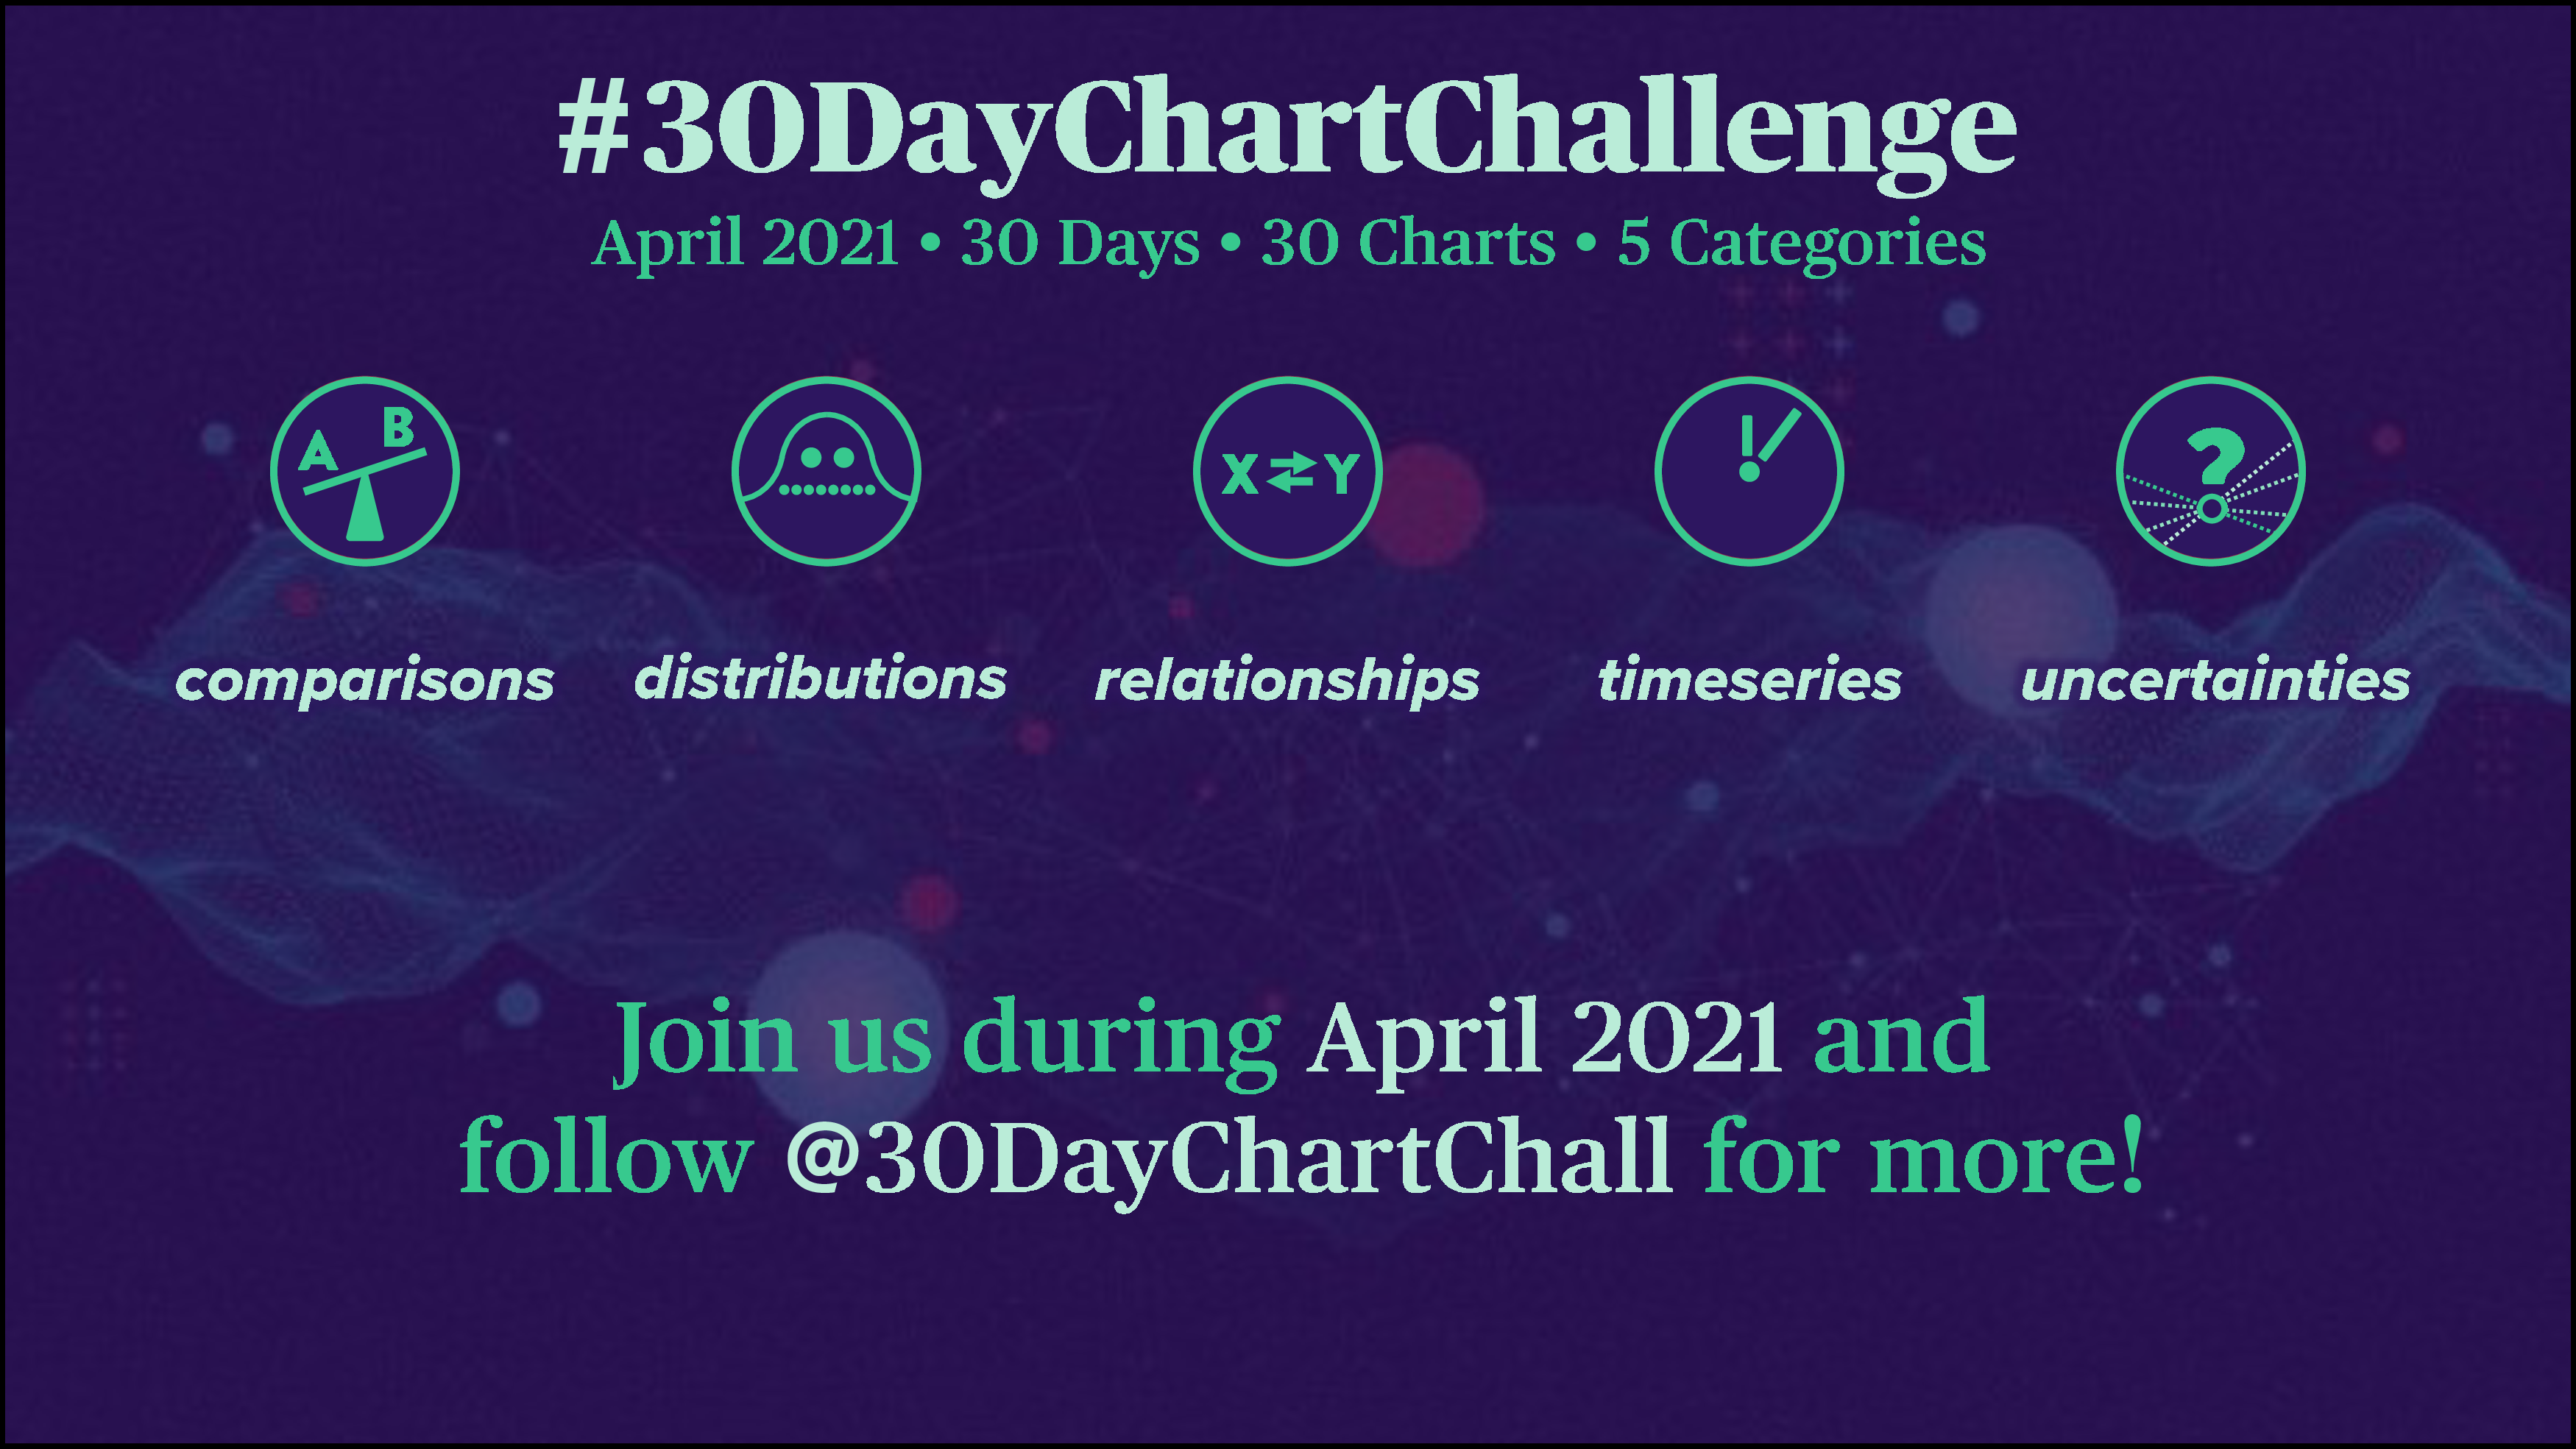 #30DayChartChallenge
April 2021 • 30 Days • 30 Charts • 5 Categories
A B
X Y
?
comparisons
distributions
relationships
timeseries
uncertainties
Join us during April 2021 and
follow @30DayChartChall for more!